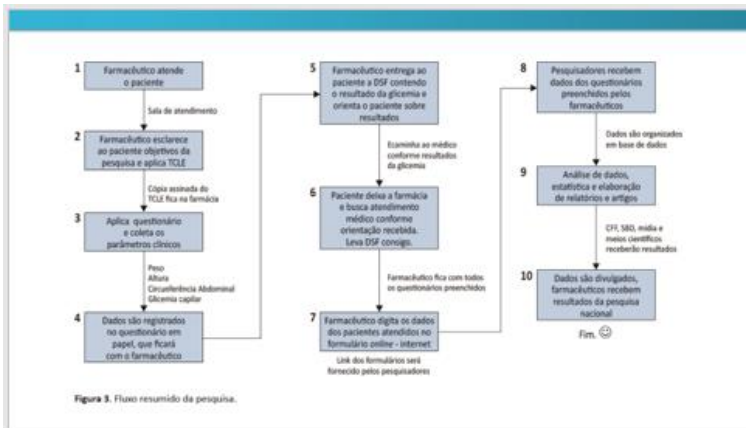 1
Farmacêutico atende
o paciente
Sala de atendimento
2
Farmacêutico esclarece
ao paciente objetivos da
pesquisa e aplica TCLE
Cópia assinada do
TCLE fica na farmácia
3
Aplica questionário
e coleta os
parâmetros clínicos
Peso
Altura
Circunferência Abdominal
Glicemia capilar
4
Dados são registrados
no questionário em
papel, que ficará
com o farmacêutico
5
Farmacêutico entrega ao
paciente a DSF contendo
o resultado da glicemia e
orienta o paciente sobre
resultados
Ecaminha ao médico
conforme resultados
da glicemia
6
Paciente deixa a farmácia
e busca atendimento
médico conforme
orientação recebida.
Leva DSF consigo.
Farmacêutico fica com todos
os questionários preenchidos
7
Farmacêutico digita os dados
dos pacientes atendidos no
formulário online - internet
Link dos formulários será
fornecido pelos pesquisadores
8
Pesquisadores recebem
dados dos questionários
preenchidos pelos
farmacêuticos
Dados são organizados
em base de dados
9
Análise de dados,
estatística e elaboração
de relatórios e artigos
CFF, SBD, mídia e
meios científicos
receberão resultados
10
Dados são divulgados,
farmacêuticos recebem
resultados da pesquisa
nacional
Fim. ☺
Figura 3. Fluxo resumido da pesquisa.